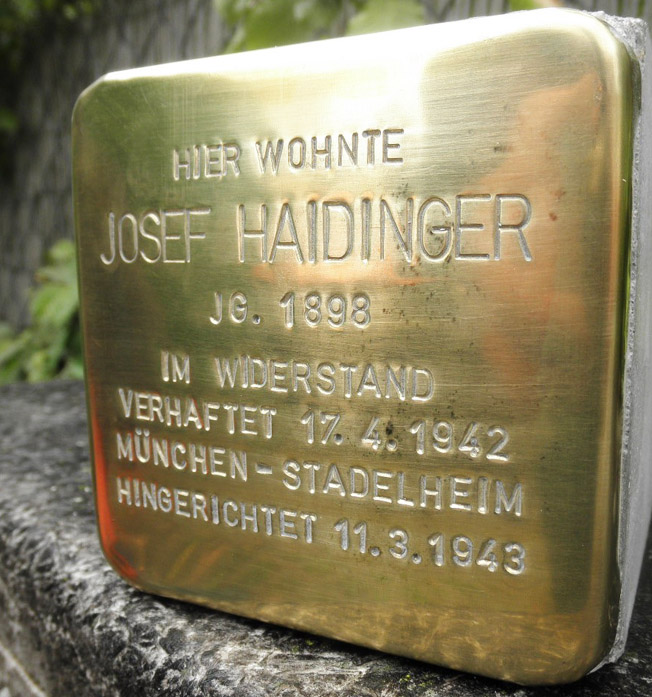 HIER WOHNTE
JOSEF HAIDINGER
JG. 1898
IM WIDERSTAND
VERHAFTET 17. 4. 1942
MÜNCHEN-STADELHEIM
HINGERICHTET 11.3.1943